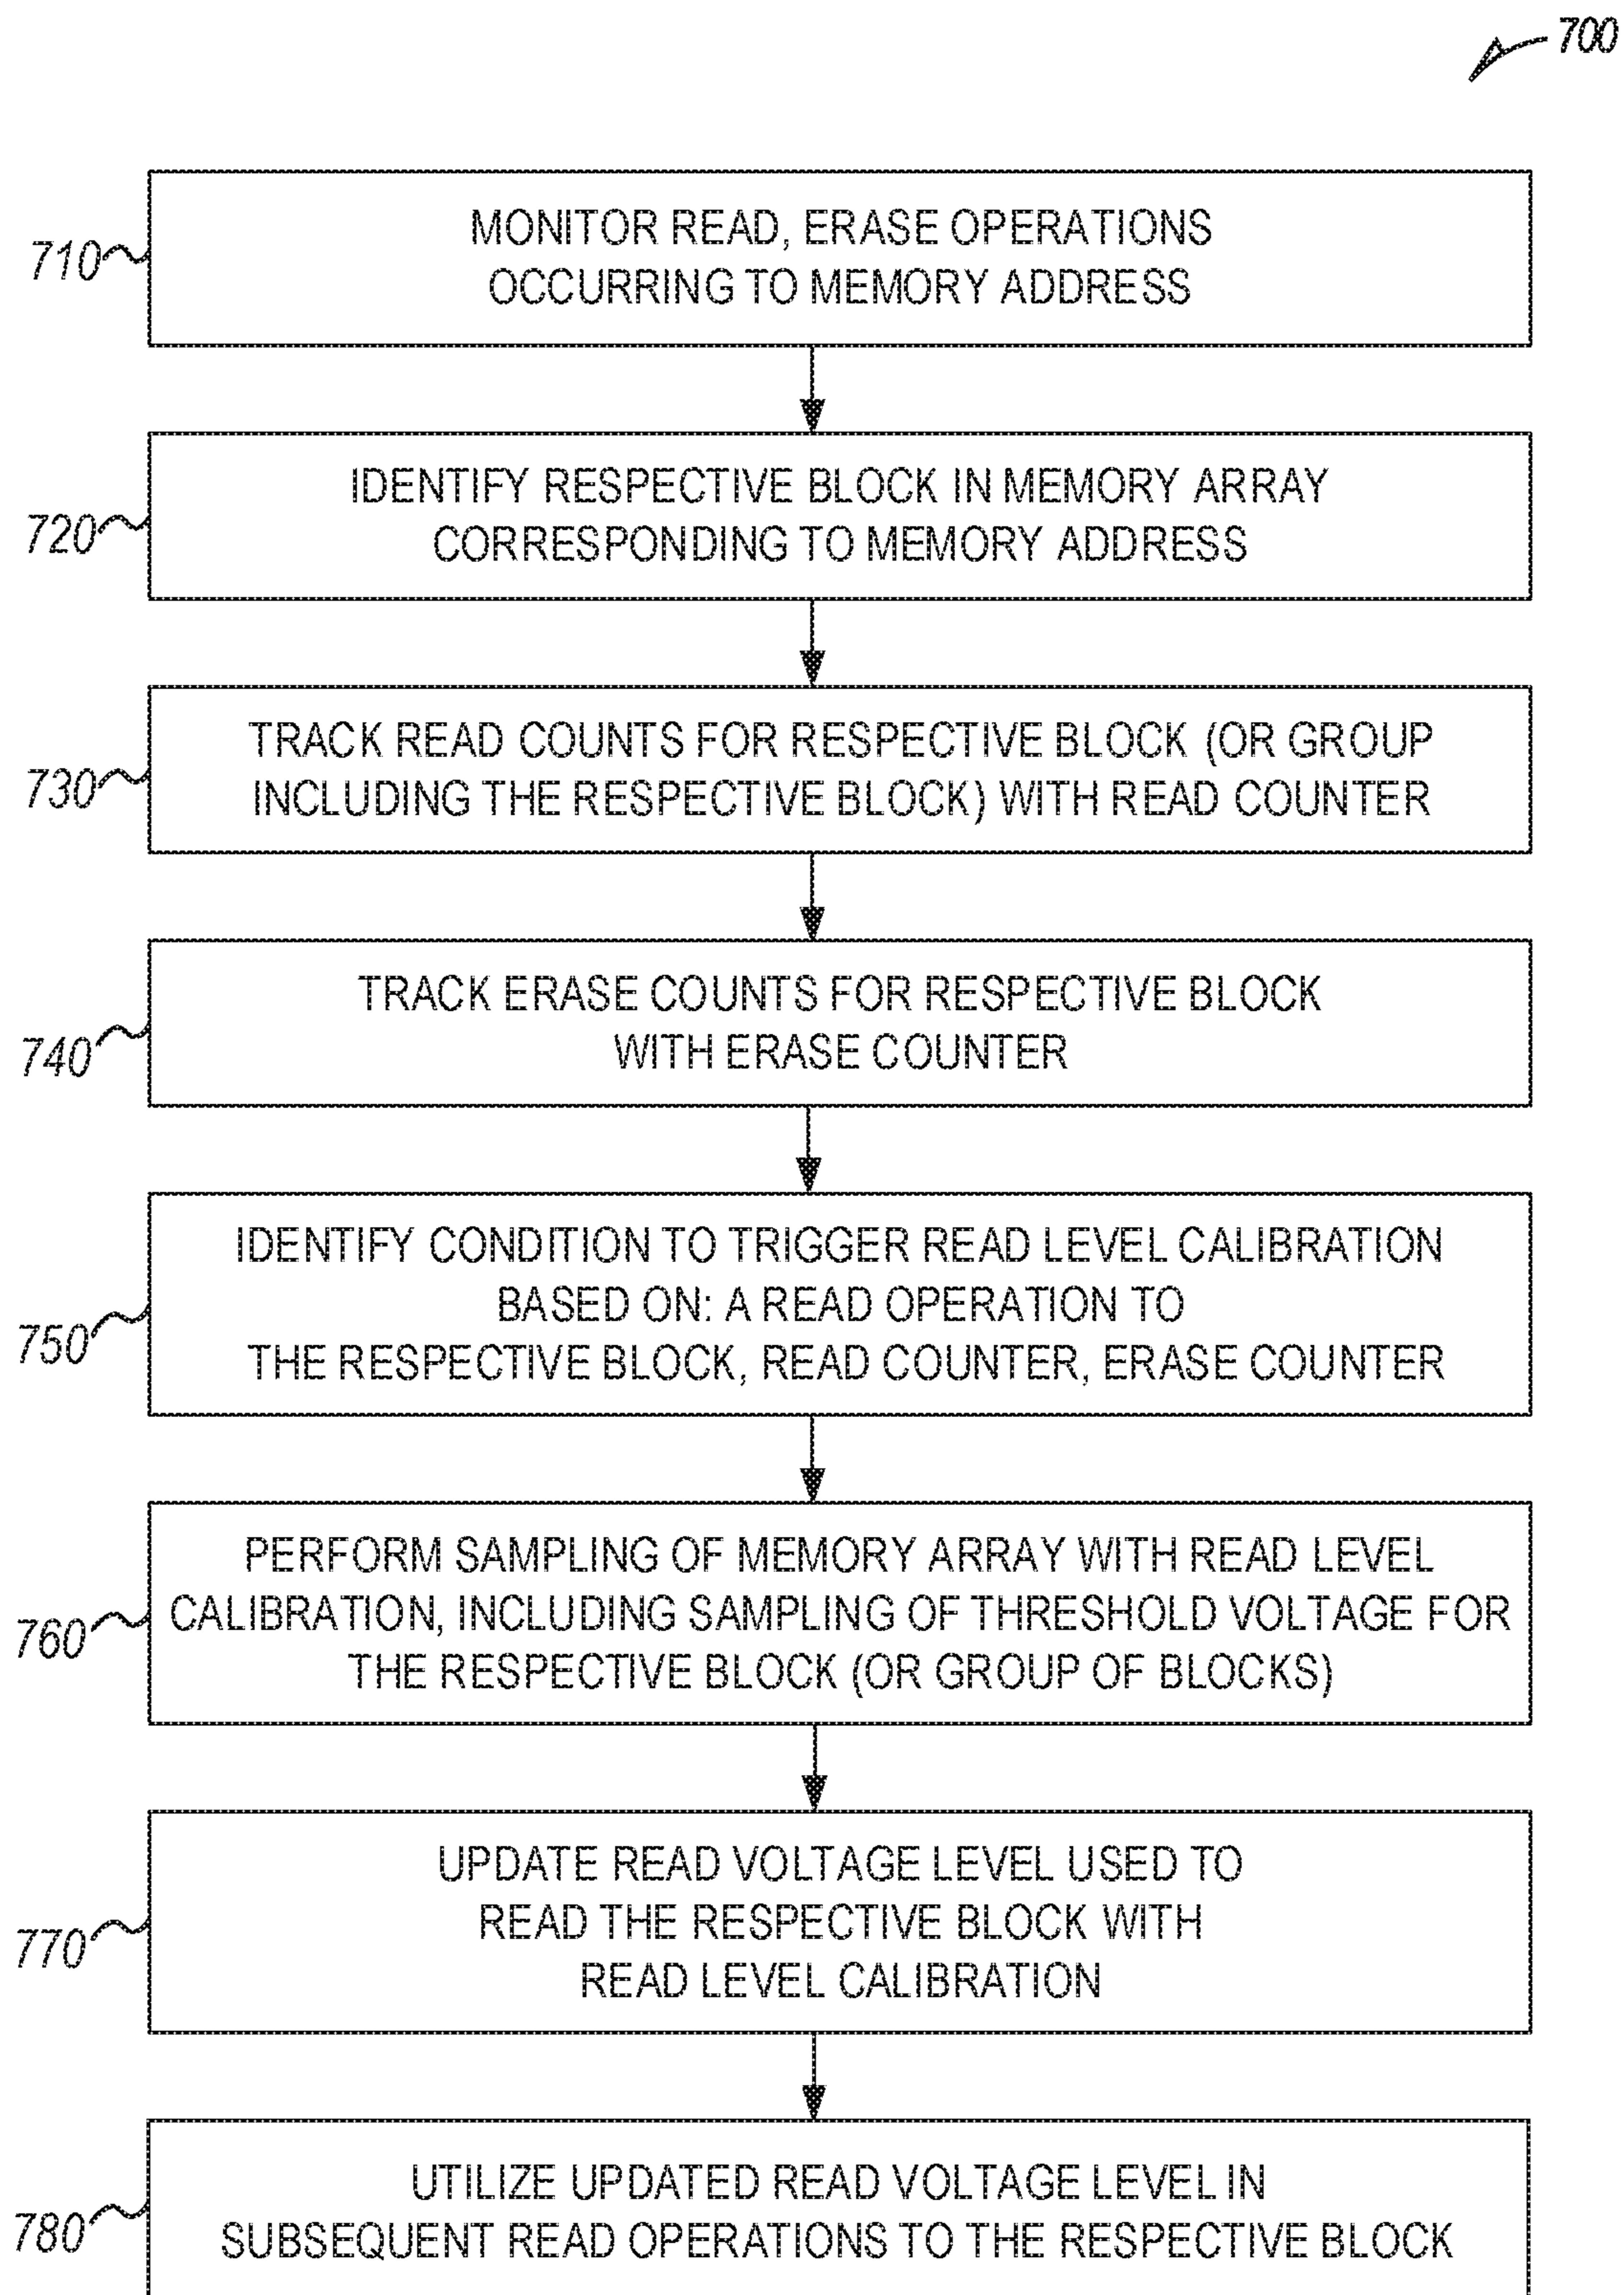 700
710
MONITOR READ, ERASE OPERATIONS
OCCURRING TO MEMORY ADDRESS
720
IDENTIFY RESPECTIVE BLOCK IN MEMORY ARRAY
CORRESPONDING TO MEMORY ADDRESS
730
TRACK READ COUNTS FOR RESPECTIVE BLOCK (OR GROUP
INCLUDING THE RESPECTIVE BLOCK) WITH READ COUNTER
740
TRACK ERASE COUNTS FOR RESPECTIVE BLOCK
WITH ERASE COUNTER
750
IDENTIFY CONDITION TO TRIGGER READ LEVEL CALIBRATION
BASED ON: A READ OPERATION TO
THE RESPECTIVE BLOCK, READ COUNTER, ERASE COUNTER
760
PERFORM SAMPLING OF MEMORY ARRAY WITH READ LEVEL
CALIBRATION, INCLUDING SAMPLING OF THRESHOLD VOLTAGE FOR
THE RESPECTIVE BLOCK (OR GROUP OF BLOCKS)
770
UPDATE READ VOLTAGE LEVEL USED TO
READ THE RESPECTIVE BLOCK WITH
READ LEVEL CALIBRATION
780
UTILIZE UPDATED READ VOLTAGE LEVEL IN
SUBSEQUENT READ OPERATIONS TO THE RESPECTIVE BLOCK